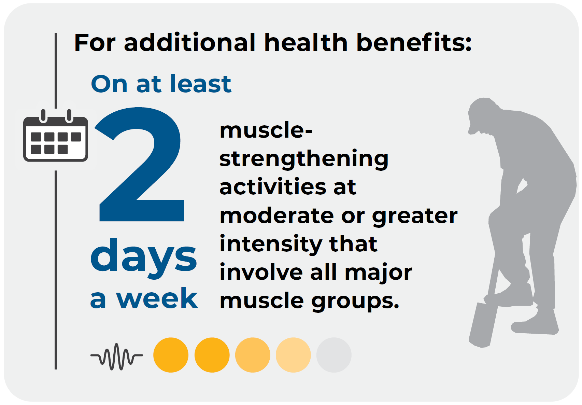 For additional health benefits:
On at least
2
days
a week
muscle-
strengthening
activities at
moderate or greater
intensity that
involve all major
muscle groups.